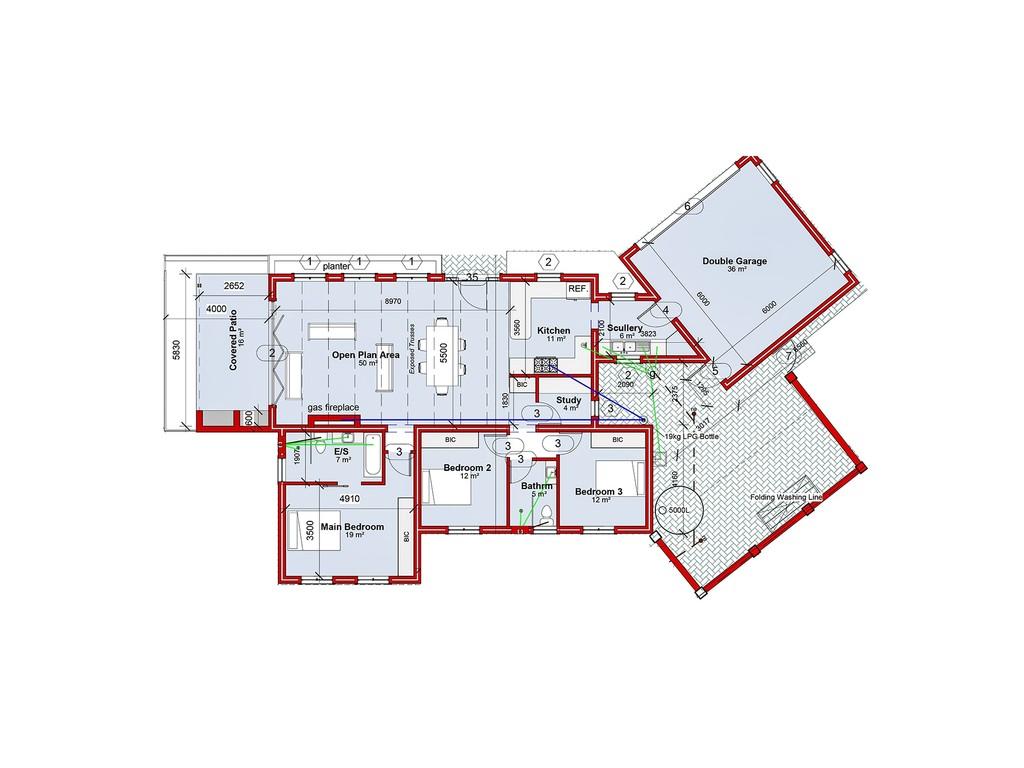 6
Double Garage
36 m²
6000
6000
1
1
1
2
planter
35
2
2652
REF.
4000
8970
4
2100
Scullery
6 m²
3823
3560
Kitchen
11 m²
5830
Covered Patio
16 m²
2
Open Plan Area
50 m²
Exposed Trosses
5500
7
5
2
9
2090
BIC
2375
1205
Study
4 m²
1830
600
gas fireplace
3
3
3017
19kg LPG Bottle
E/S
7 m²
1907
3
BIC
3
3
BIC
3
Bedroom 2
12 m²
4160
Bathrm
5 m²
Bedroom 3
12 m²
4910
Folding Washing Line
5000L
Main Bedroom
19 m²
3500
BIC